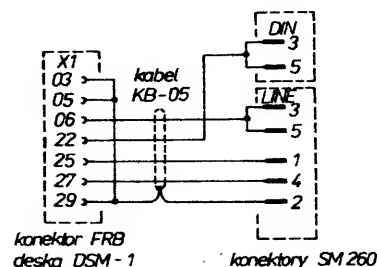 DIN
3
5
X1
03
05
06
22
25
27
29
kabel
KB-05
LINE
3
5
1
4
2
konektor FRB
deska DSM-1
konektory SM 260